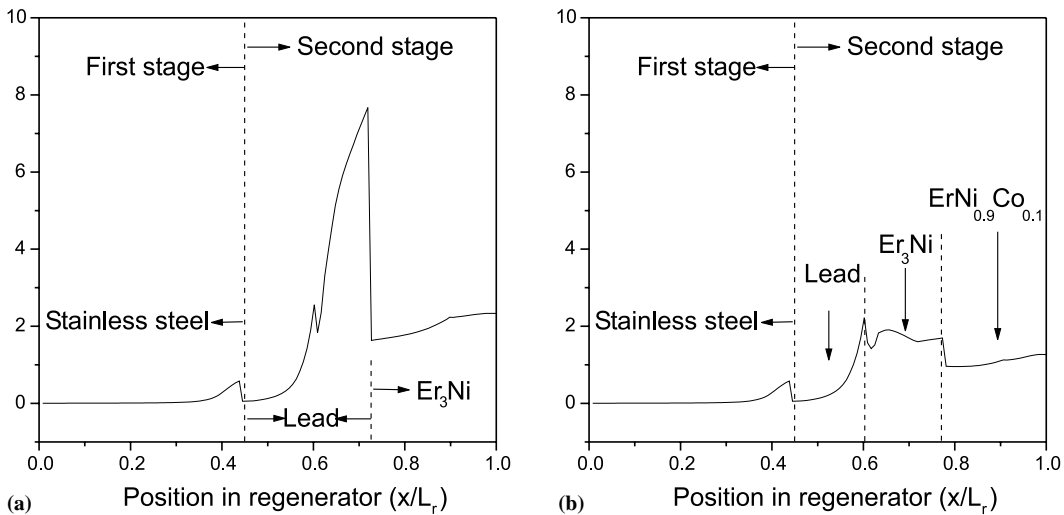 10
8
6
4
2
0
First stage
Second stage
Stainless steel
Lead
Er₃Ni
0.0 0.2 0.4 0.6 0.8 1.0
(a)
Position in regenerator (x/Lᵣ)
10
8
6
4
2
0
First stage
Second stage
ErNi₀.₉Co₀.₁
Er₃Ni
Lead
Stainless steel
0.0 0.2 0.4 0.6 0.8 1.0
(b)
Position in regenerator (x/Lᵣ)